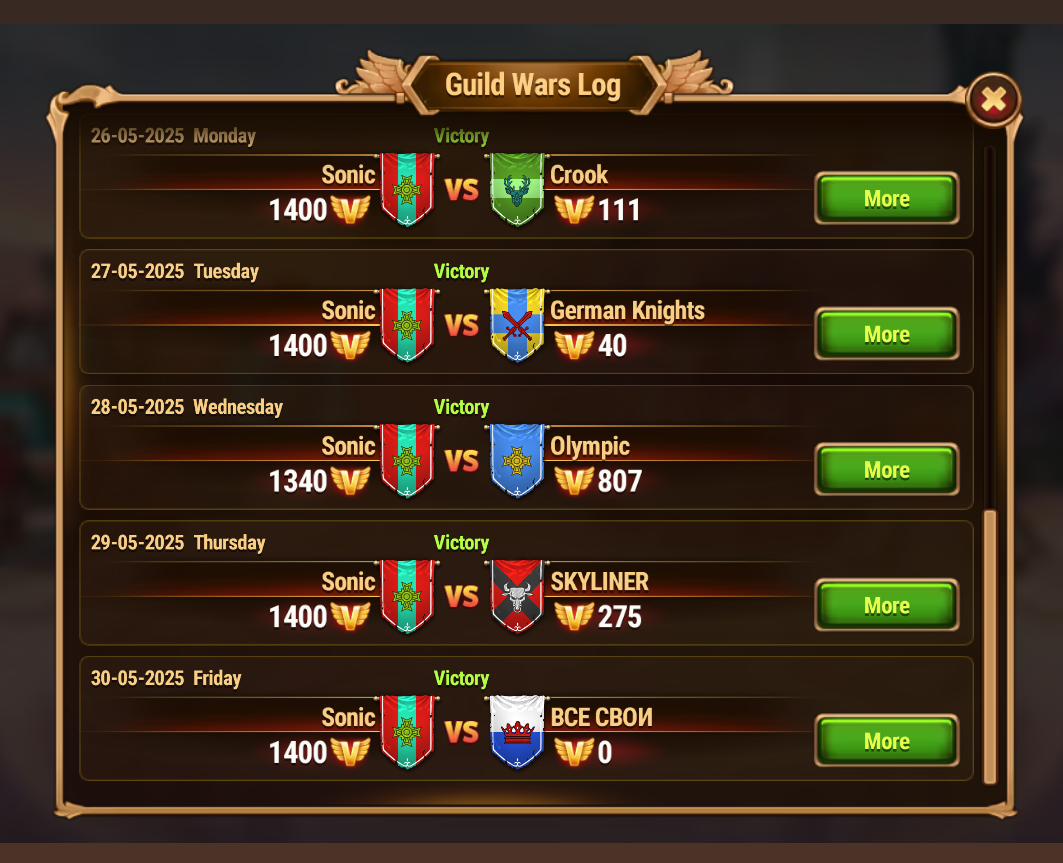 Guild Wars Log
26-05-2025 Monday Victory
Sonic VS Crook
1400 111
More
27-05-2025 Tuesday Victory
Sonic VS German Knights
1400 40
More
28-05-2025 Wednesday Victory
Sonic VS Olympic
1340 807
More
29-05-2025 Thursday Victory
Sonic VS SKYLINER
1400 275
More
30-05-2025 Friday Victory
Sonic VS ВСЕ СВОИ
1400 0
More